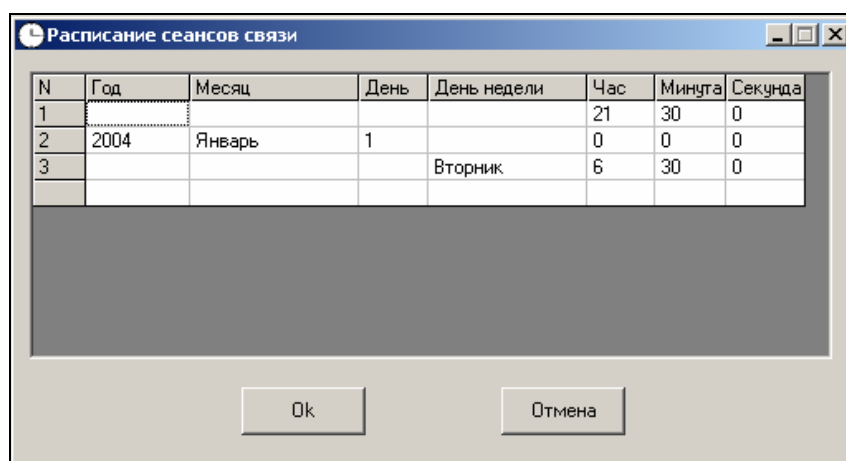 Расписание сеансов связи
N Год Месяц День День недели Час Минута Секунда
1 21 30 0
2 2004 Январь 1 0 0 0
3 Вторник 6 30 0
Ok Отмена